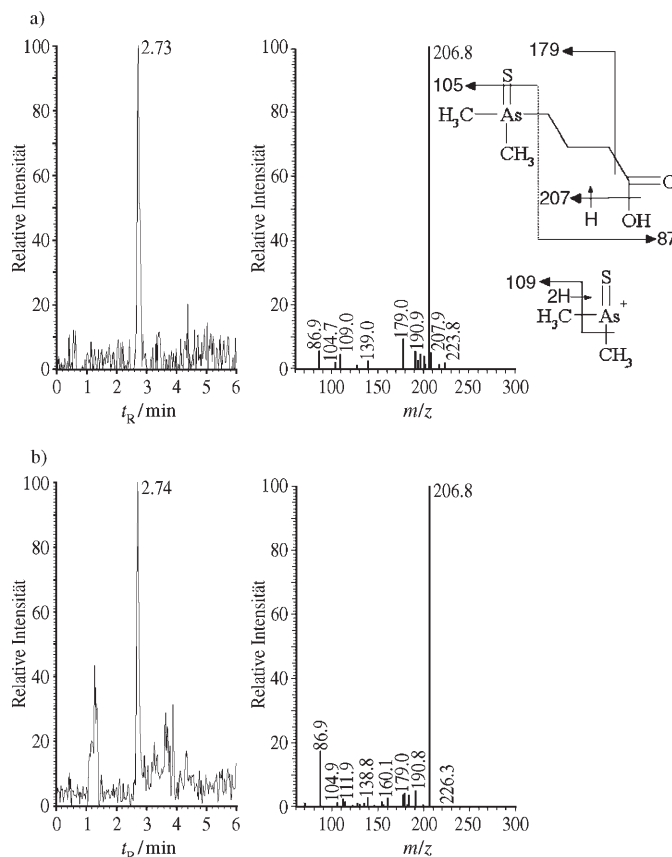 a)
Relative Intensität
100
80
60
40
20
0
2.73
0 1 2 3 4 5 6
tR / min
Relative Intensität
100
80
60
40
20
0
206.8
86.9
104.7
109.0
139.0
179.0
190.9
207.9
223.8
100 200 300
m/z
179
105
S
H3C
As
CH3
O
207
H
OH
87
109
2H
S
+
H3C
As
CH3
b)
Relative Intensität
100
80
60
40
20
0
2.74
0 1 2 3 4 5 6
tR / min
Relative Intensität
100
80
60
40
20
0
206.8
86.9
104.9
111.9
138.8
160.1
179.0
190.8
226.3
100 200 300
m/z